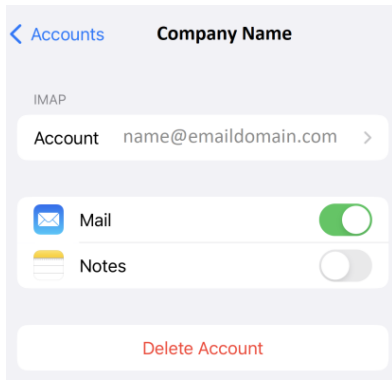 Accounts Company Name
IMAP
Account name@emaildomain.com
Mail
Notes
Delete Account